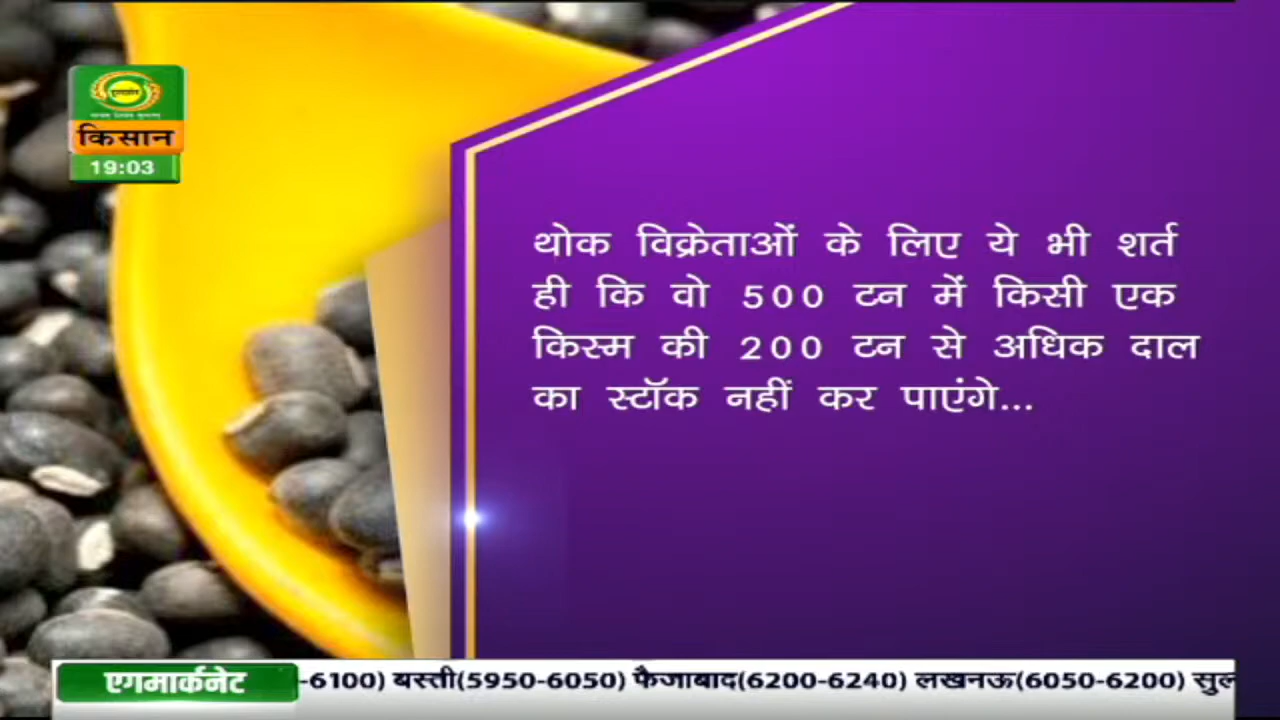 किसान
19:03
थोक विक्रेताओं के लिए ये भी शर्त
ही कि वो 500 टन में किसी एक
किस्म की 200 टन से अधिक दाल
का स्टॉक नहीं कर पाएंगे...
एगमार्कनेट
-6100) बस्ती(5950-6050) फैजाबाद(6200-6240) लखनऊ(6050-6200)